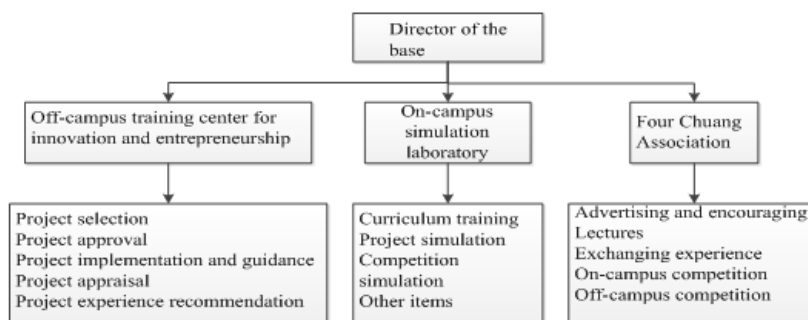 Director of the
base
Off-campus training center for
innovation and entrepreneurship
On-campus
simulation
laboratory
Four Chuang
Association
Project selection
Project approval
Project implementation and guidance
Project appraisal
Project experience recommendation
Curriculum training
Project simulation
Competition
simulation
Other items
Advertising and encouraging
Lectures
Exchanging experience
On-campus competition
Off-campus competition